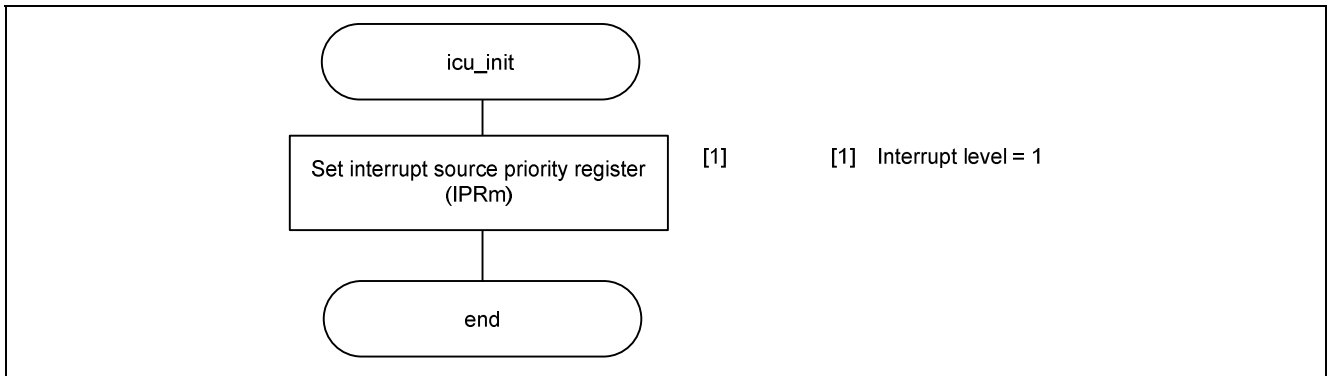 icu_init
Set interrupt source priority register
(IPRm)
[1]
[1] Interrupt level = 1
end